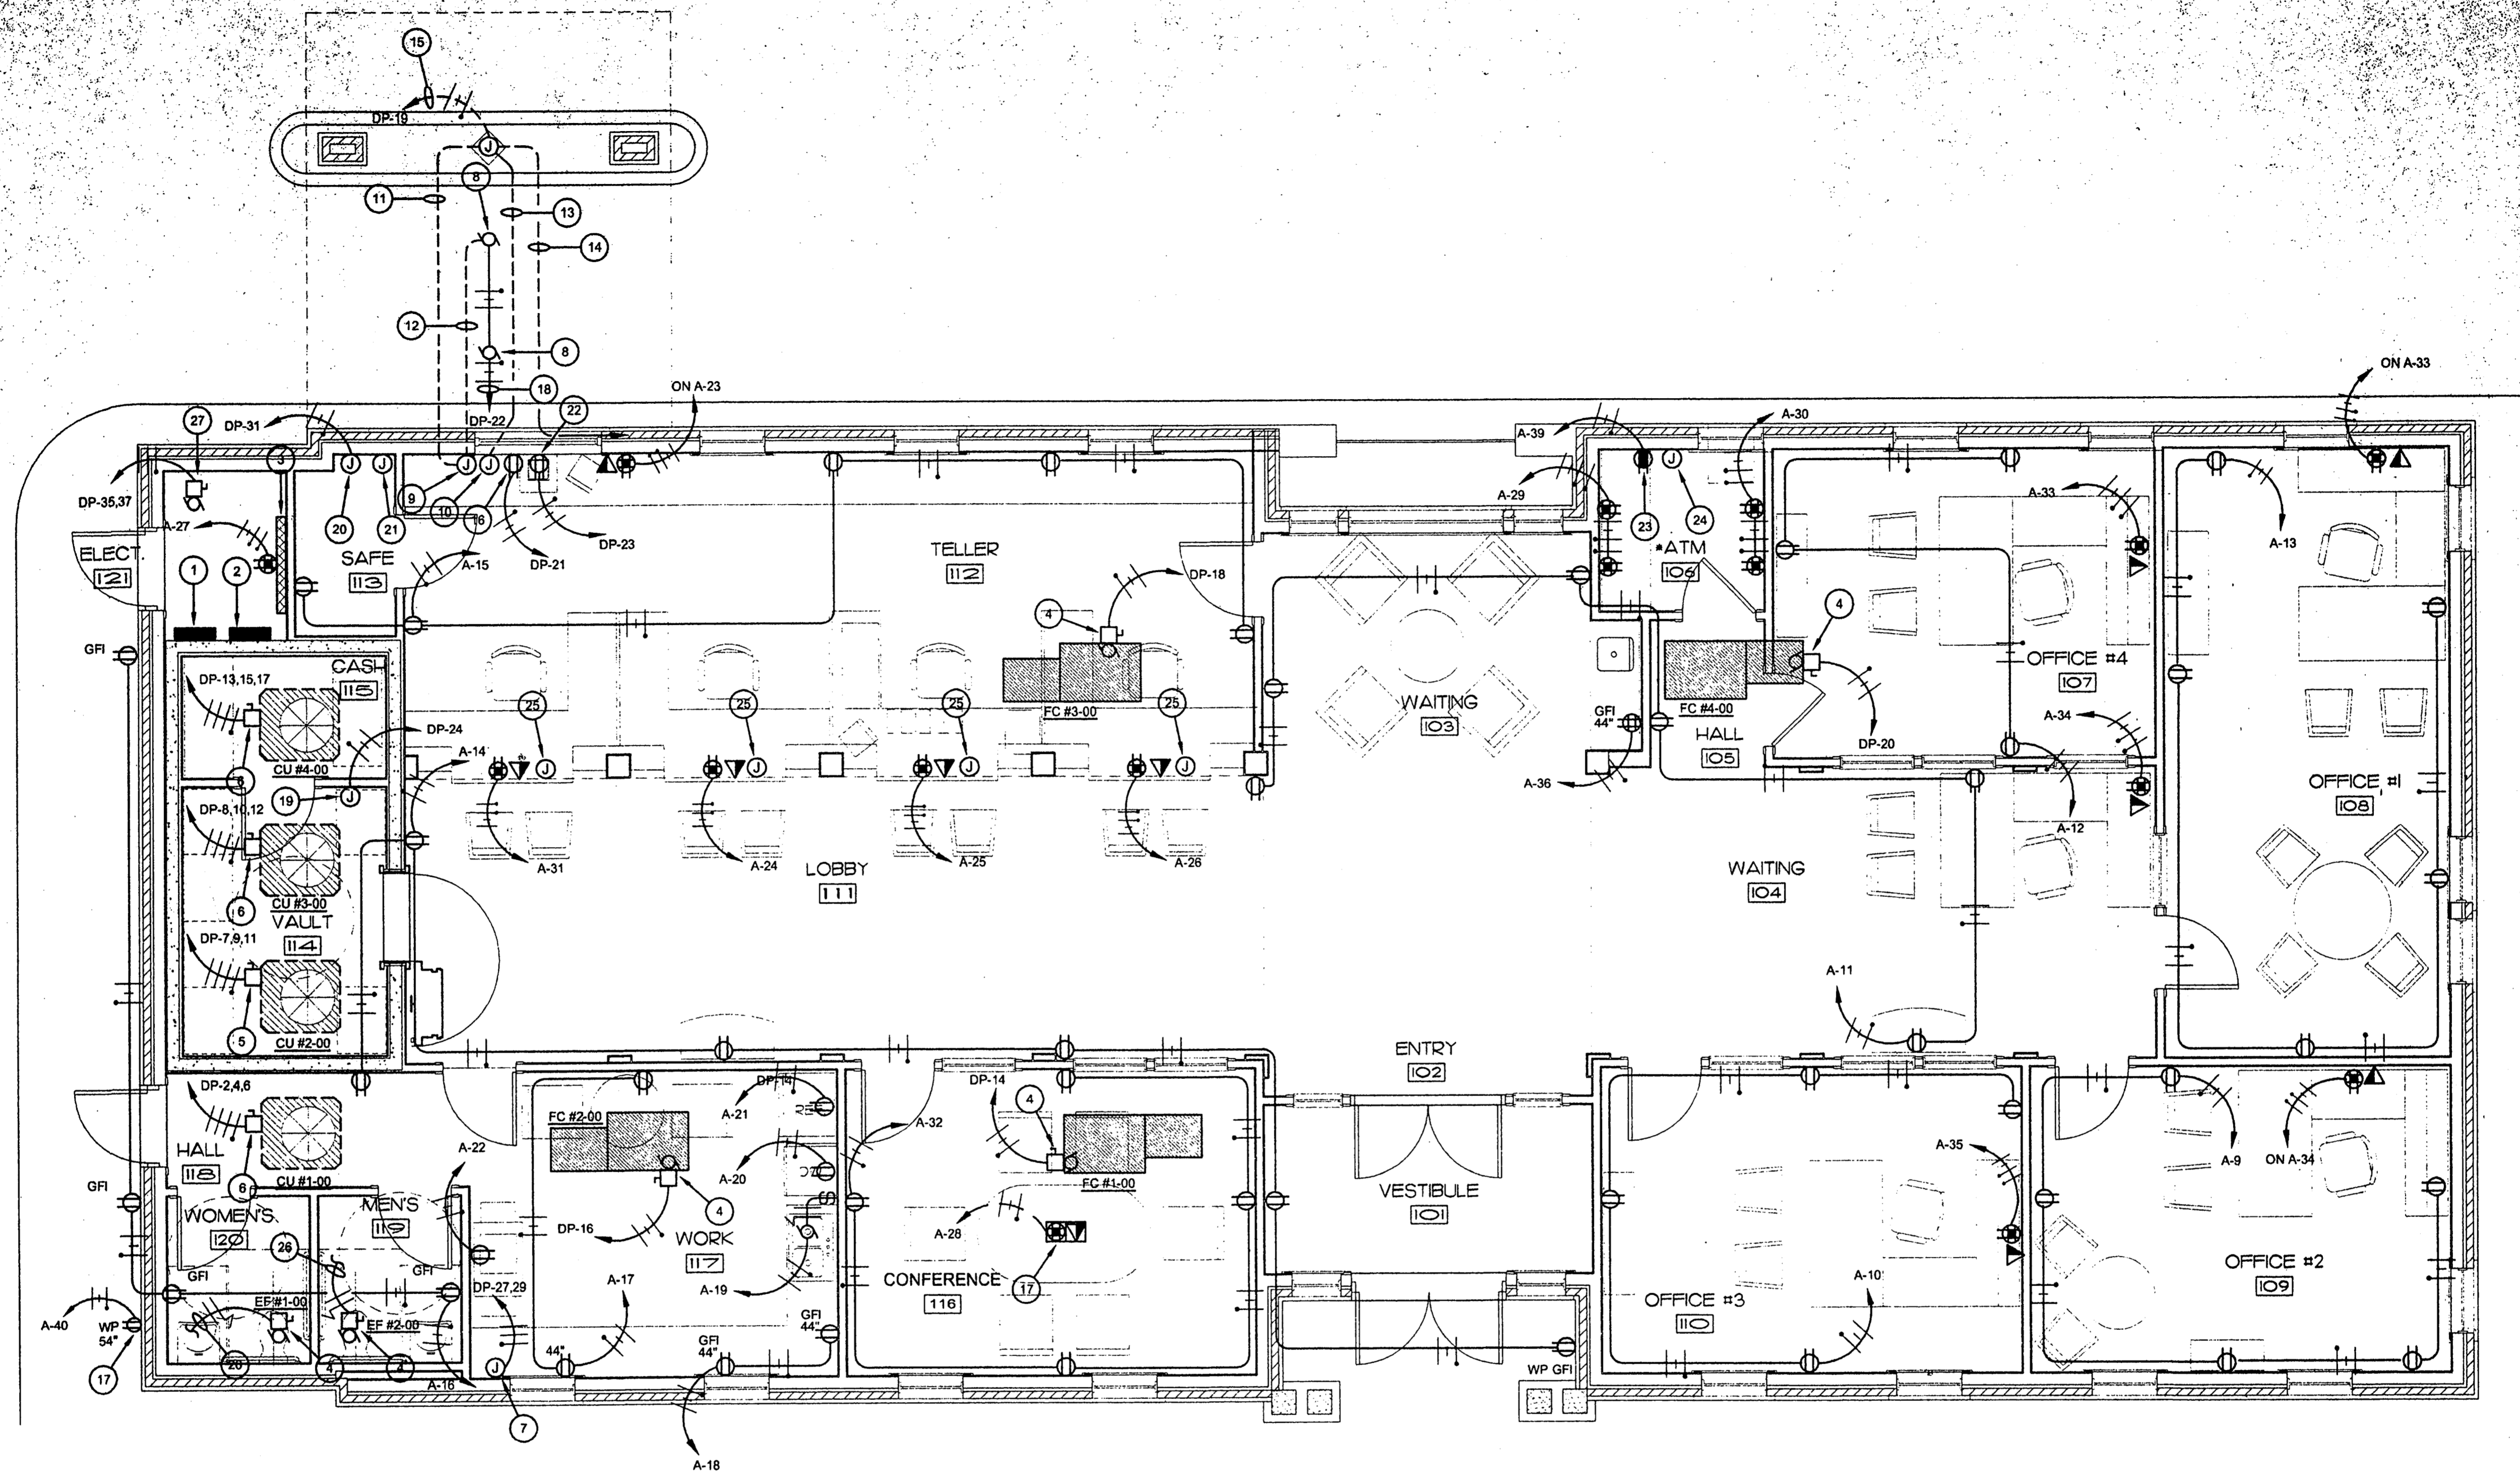 15
DP-19
J
8
11
13
14
12
8
18
DP-22
22
ON A-23
ON A-33
27
DP-31
3
J
J
J
J
A-39
A-30
J
DP-35,37
9
10
16
A-29
A-33
A-27
20
21
DP-23
23
24
A-13
ELECT.
121
1
2
SAFE
113
A-15
DP-21
TELLER
112
DP-18
*ATM
106
4
4
GFI
CASH
115
DP-13,15,17
OFFICE #4
107
25
25
25
25
FC #3-00
WAITING
103
GFI
44"
FC #4-00
HALL
105
A-34
DP-20
DP-24
A-14
CU #4-00
6
J
J
J
J
A-36
OFFICE #1
108
19
J
DP-8,10,12
A-12
A-31
A-24
A-25
A-26
LOBBY
111
WAITING
104
CU #3-00
6
VAULT
114
DP-7,9,11
A-11
5
CU #2-00
ENTRY
102
DP-2,4,6
DP-14
DP-14
FC #2-00
A-21
REF
4
A-32
HALL
118
A-22
A-35
A-9
ON A-34
GFI
6
CU #1-00
A-20
FC #1-00
VESTIBULE
101
WOMEN'S
120
MEN'S
119
4
S
DP-16
WORK
117
A-28
26
GFI
GFI
DP-27,29
A-17
A-19
CONFERENCE
116
17
A-10
OFFICE #2
109
EF #1-00
EF #2-00
OFFICE #3
110
A-40
WP
54"
GFI
44"
GFI
44"
44"
J
17
4
4
A-16
WP GFI
7
A-18